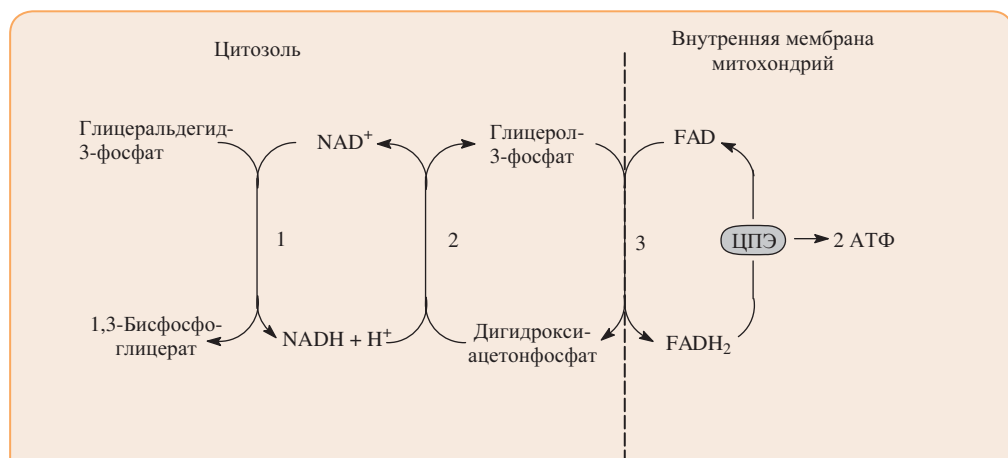 Цитозоль
Внутренняя мембрана
митохондрий
Глицеральдегид-
3-фосфат
NAD⁺
Глицерол-
3-фосфат
FAD
1
2
3
ЦПЭ
2 АТФ
1,3-Бисфосфо-
глицерат
NADH + H⁺
Дигидрокси-
ацетонфосфат
FADH₂